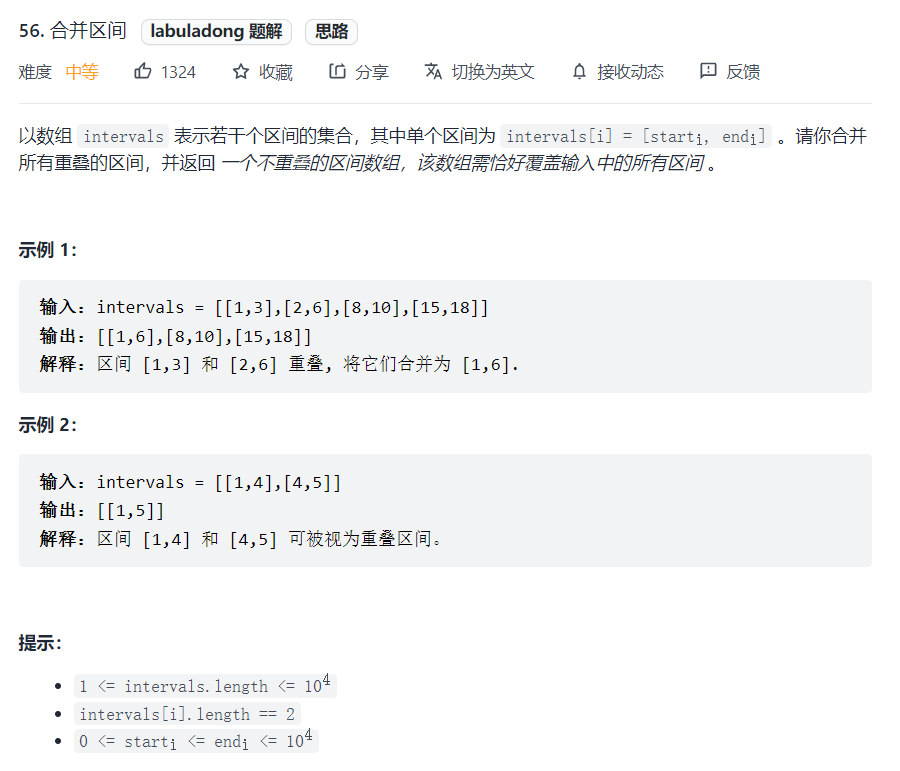 56. 合并区间 labuladong 题解 思路
难度 中等 1324 收藏 分享 切换为英文 接收动态 反馈
以数组 intervals 表示若干个区间的集合，其中单个区间为 intervals[i] = [starti, endi] 。请你合并
所有重叠的区间，并返回 一个不重叠的区间数组，该数组需恰好覆盖输入中的所有区间 。
示例 1：
输入：intervals = [[1,3],[2,6],[8,10],[15,18]]
输出：[[1,6],[8,10],[15,18]]
解释：区间 [1,3] 和 [2,6] 重叠, 将它们合并为 [1,6].
示例 2：
输入：intervals = [[1,4],[4,5]]
输出：[[1,5]]
解释：区间 [1,4] 和 [4,5] 可被视为重叠区间。
提示：
• 1 <= intervals.length <= 10^4
• intervals[i].length == 2
• 0 <= starti <= endi <= 10^4